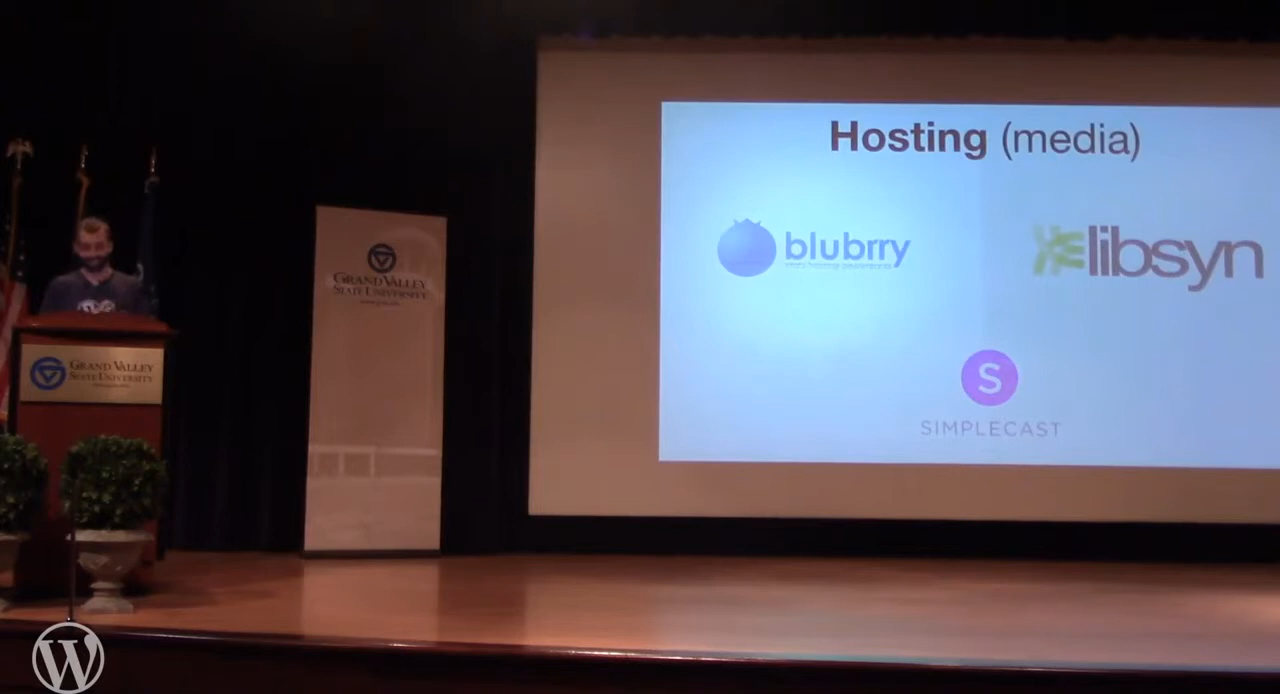 Hosting (media)
blubrry
libsyn
S
SIMPLECAST
GRAND VALLEY
STATE UNIVERSITY
GRAND VALLEY
STATE UNIVERSITY
W